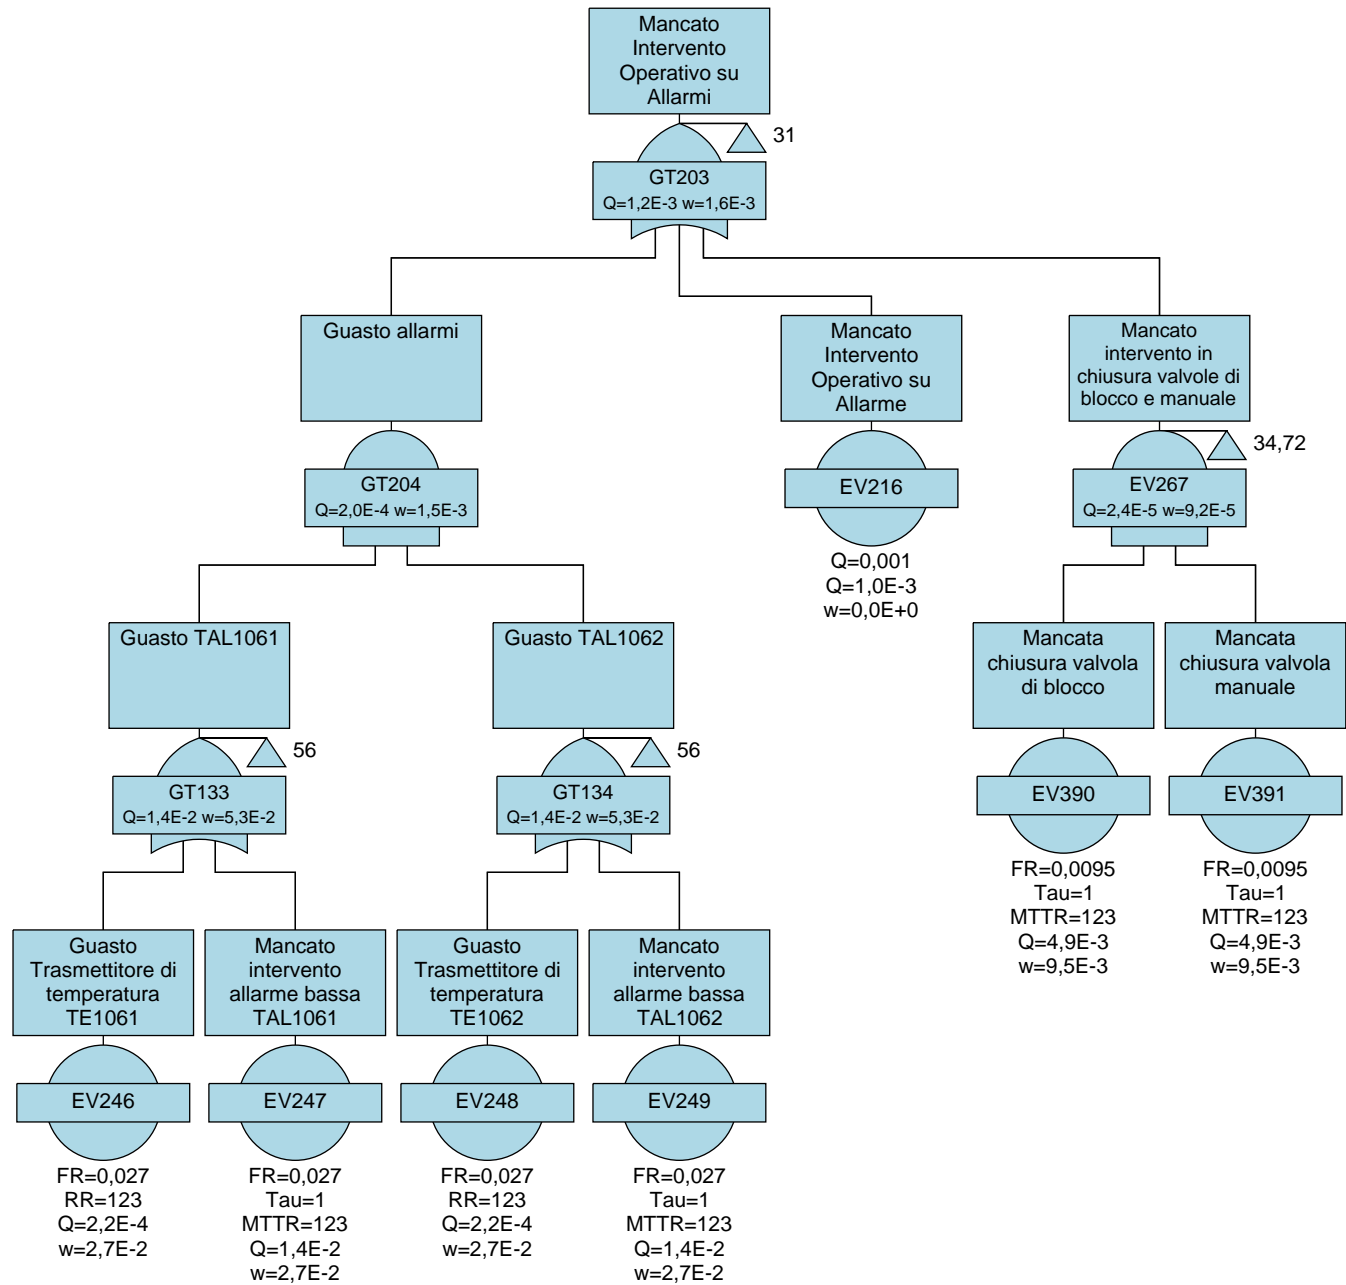 Mancato
Intervento
Operativo su
Allarmi
31
GT203
Q=1,2E-3 w=1,6E-3
Guasto allarmi
GT204
Q=2,0E-4 w=1,5E-3
Mancato
Intervento
Operativo su
Allarme
EV216
Q=0,001
Q=1,0E-3
w=0,0E+0
Mancato
intervento in
chiusura valvole di
blocco e manuale
34,72
EV267
Q=2,4E-5 w=9,2E-5
Guasto TAL1061
56
GT133
Q=1,4E-2 w=5,3E-2
Guasto TAL1062
56
GT134
Q=1,4E-2 w=5,3E-2
Mancata
chiusura valvola
di blocco
EV390
FR=0,0095
Tau=1
MTTR=123
Q=4,9E-3
w=9,5E-3
Mancata
chiusura valvola
manuale
EV391
FR=0,0095
Tau=1
MTTR=123
Q=4,9E-3
w=9,5E-3
Guasto
Trasmettitore di
temperatura
TE1061
EV246
FR=0,027
RR=123
Q=2,2E-4
w=2,7E-2
Mancato
intervento
allarme bassa
TAL1061
EV247
FR=0,027
Tau=1
MTTR=123
Q=1,4E-2
w=2,7E-2
Guasto
Trasmettitore di
temperatura
TE1062
EV248
FR=0,027
RR=123
Q=2,2E-4
w=2,7E-2
Mancato
intervento
allarme bassa
TAL1062
EV249
FR=0,027
Tau=1
MTTR=123
Q=1,4E-2
w=2,7E-2